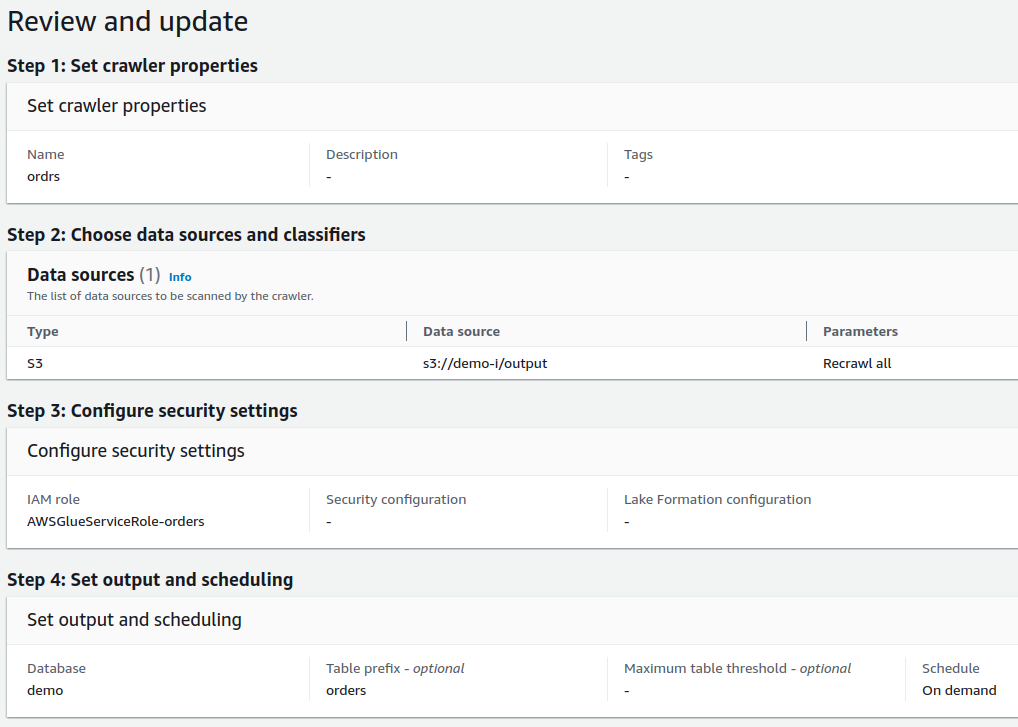 Review and update
Step 1: Set crawler properties
Set crawler properties
Name Description Tags
ordrs - -
Step 2: Choose data sources and classifiers
Data sources (1) Info
The list of data sources to be scanned by the crawler.
Type Data source Parameters
S3 s3://demo-i/output Recrawl all
Step 3: Configure security settings
Configure security settings
IAM role Security configuration Lake Formation configuration
AWSGlueServiceRole-orders - -
Step 4: Set output and scheduling
Set output and scheduling
Database Table prefix - optional Maximum table threshold - optional Schedule
demo orders - On demand